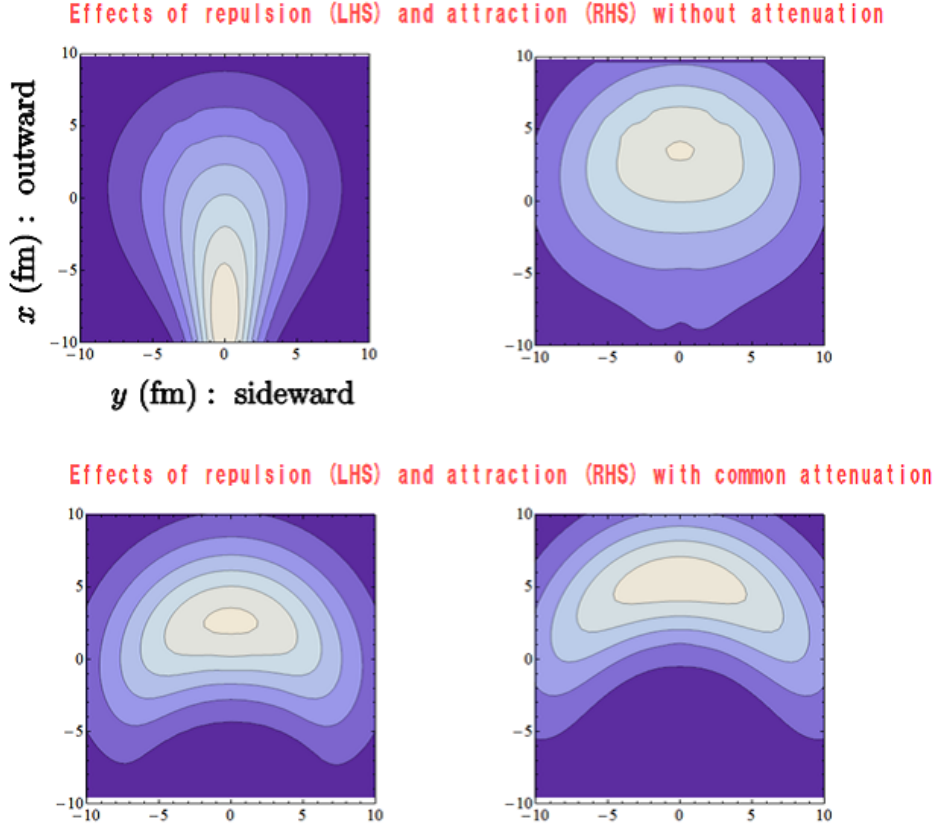 Effects of repulsion (LHS) and attraction (RHS) without attenuation
10
5
0
−5
−10
−10 −5 0 5 10
x (fm) : outward
y (fm) : sideward
10
5
0
−5
−10
−10 −5 0 5 10
Effects of repulsion (LHS) and attraction (RHS) with common attenuation
10
5
0
−5
−10
−10 −5 0 5 10
10
5
0
−5
−10
−10 −5 0 5 10